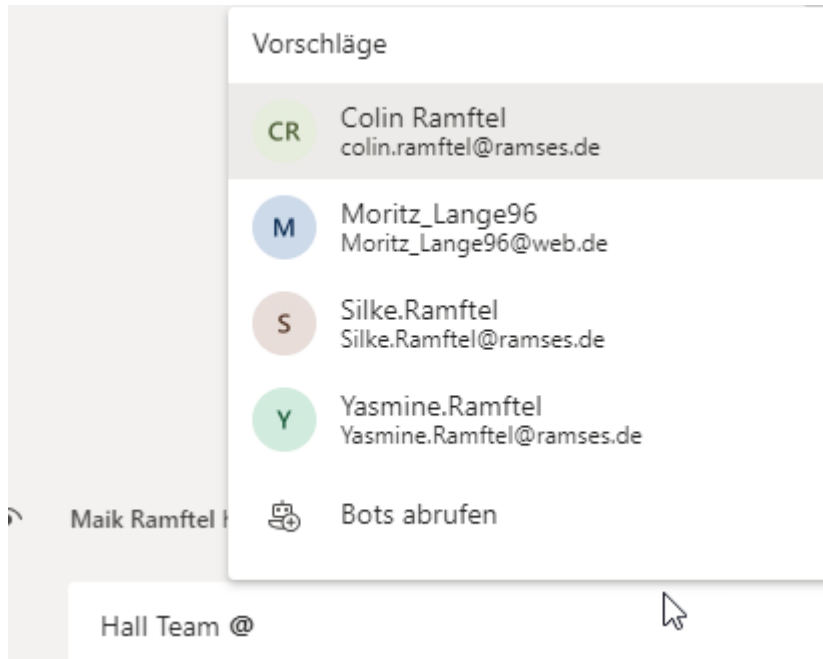 Vorschläge
CR
Colin Ramftel
colin.ramftel@ramses.de
M
Moritz_Lange96
Moritz_Lange96@web.de
S
Silke.Ramftel
Silke.Ramftel@ramses.de
Y
Yasmine.Ramftel
Yasmine.Ramftel@ramses.de
Bots abrufen
Maik Ramftel
Hall Team @